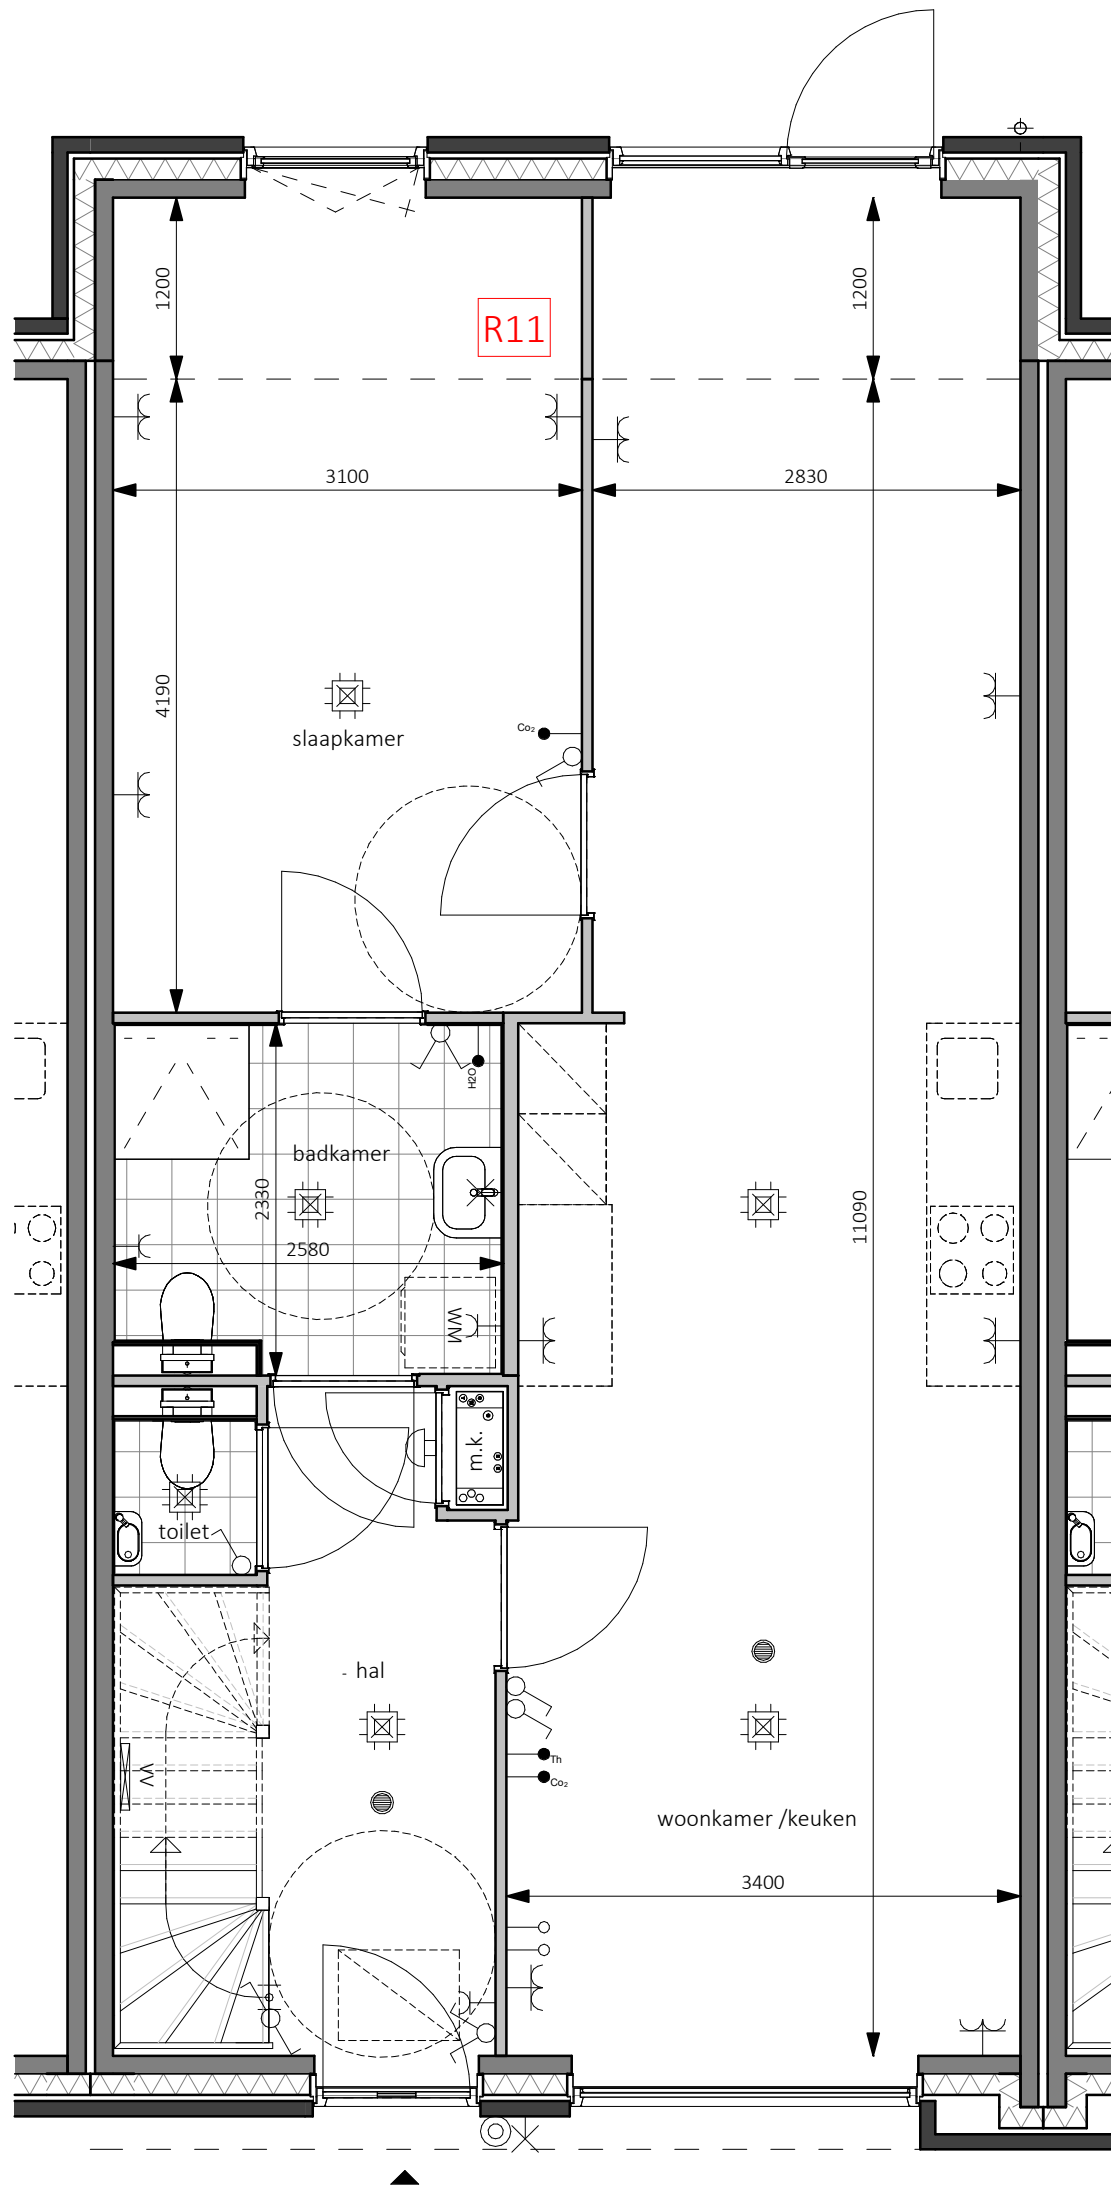 1200
1200
R11
3100
2830
4190
Co₂
slaapkamer
H2O
badkamer
2330
11090
2580
WM
m.k.
toilet
- hal
VV
Th
Co₂
woonkamer /keuken
3400